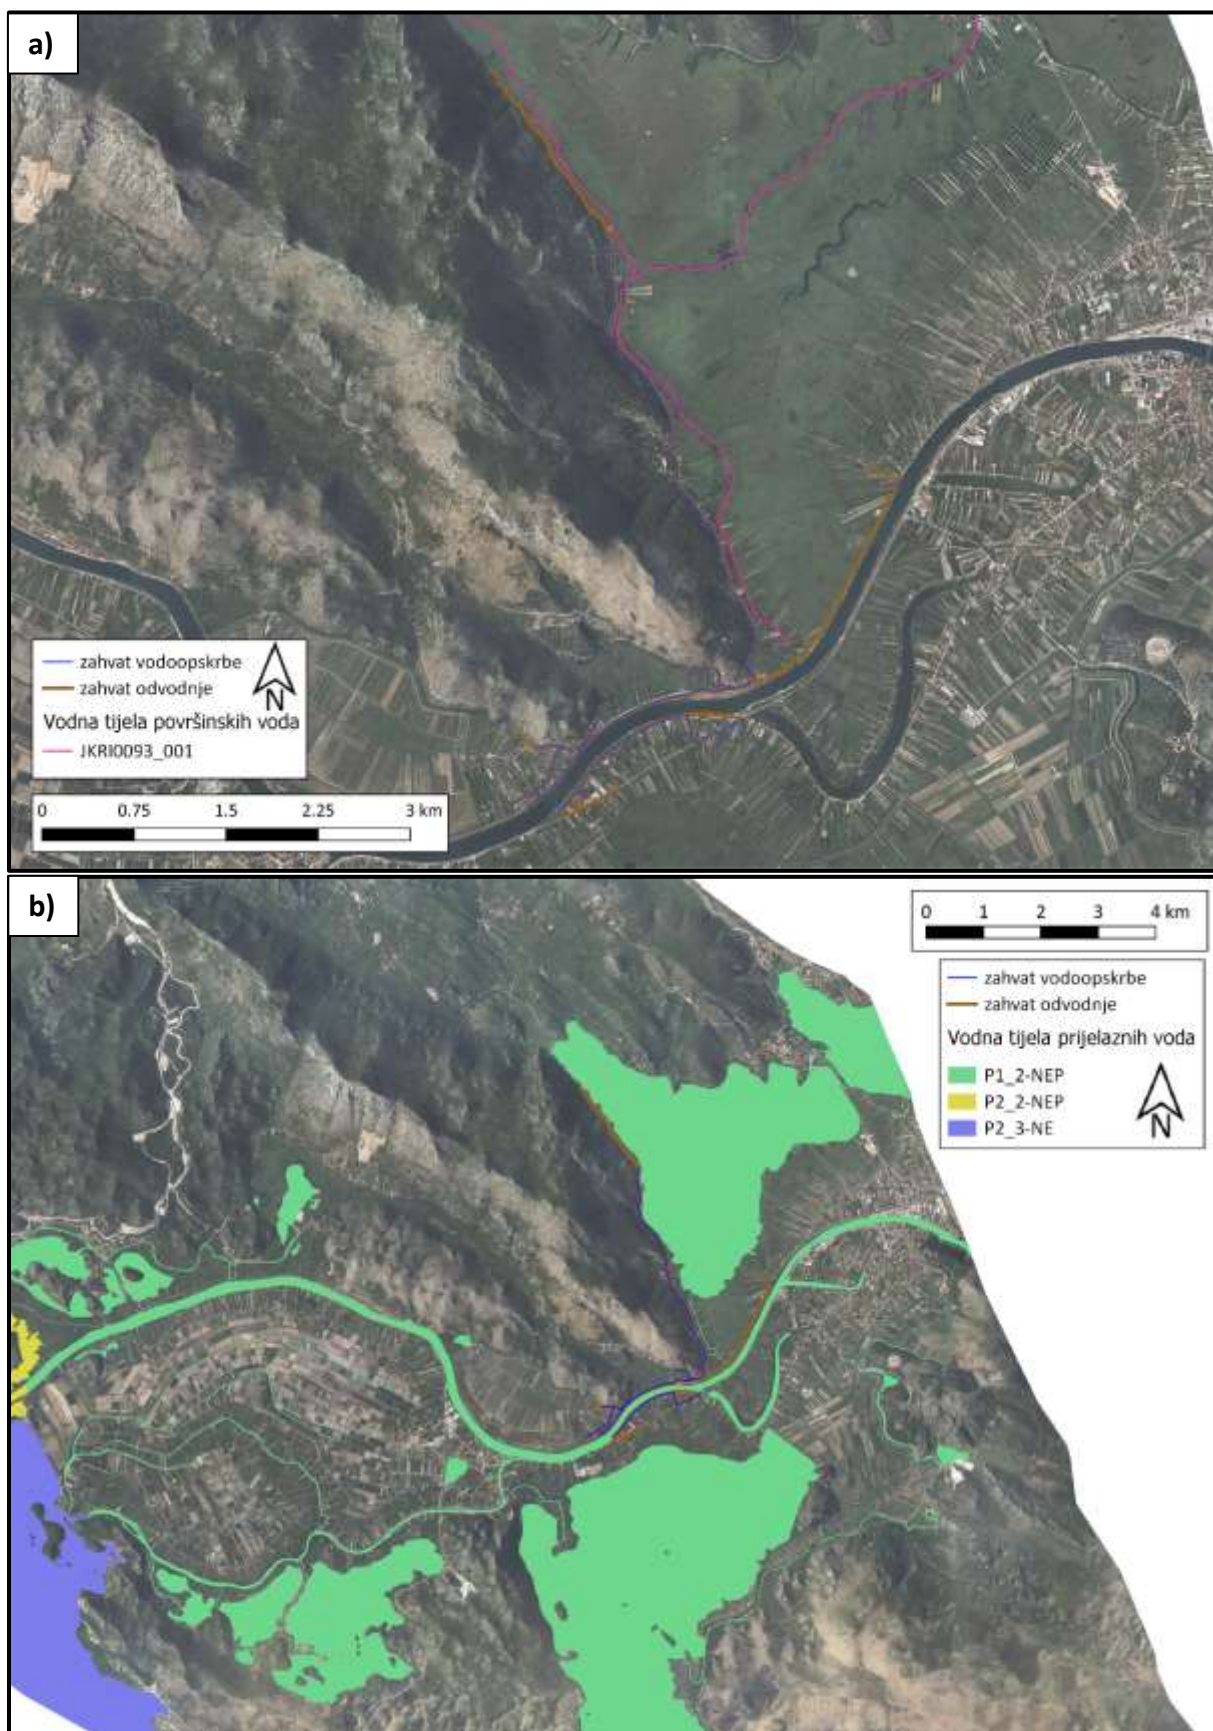 a)
zahvat vodoopskrbe
zahvat odvodnje
Vodna tijela površinskih voda
JKRI0093_001
N
0 0.75 1.5 2.25 3 km
b)
0 1 2 3 4 km
zahvat vodoopskrbe
zahvat odvodnje
Vodna tijela prijelaznih voda
P1_2-NEP
P2_2-NEP
P2_3-NE
N